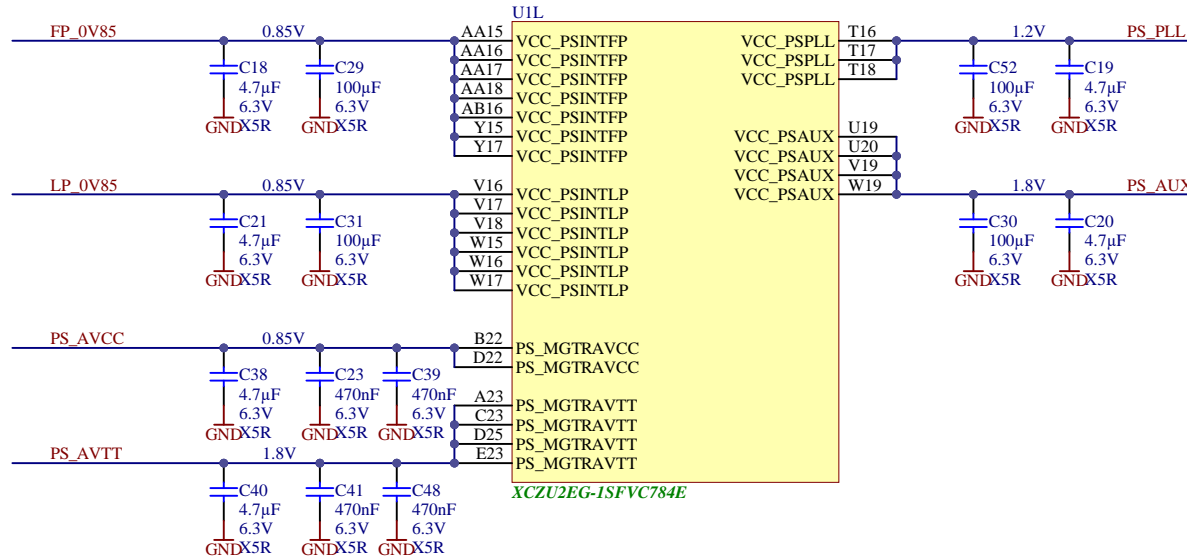 U1L
FP_0V85 0.85V AA15 VCC_PSINTFP VCC_PSPLL T16 1.2V PS_PLL
AA16 VCC_PSINTFP VCC_PSPLL T17
AA17 VCC_PSINTFP VCC_PSPLL T18
AA18 VCC_PSINTFP
AB16 VCC_PSINTFP
Y15 VCC_PSINTFP
Y17 VCC_PSINTFP
C18
4.7µF
6.3V
X5R
GND
C29
100µF
6.3V
X5R
GND
C52
100µF
6.3V
X5R
GND
C19
4.7µF
6.3V
X5R
GND
VCC_PSAUX U19
VCC_PSAUX U20
VCC_PSAUX V19
VCC_PSAUX W19 1.8V PS_AUX
LP_0V85 0.85V V16 VCC_PSINTLP
V17 VCC_PSINTLP
V18 VCC_PSINTLP
W15 VCC_PSINTLP
W16 VCC_PSINTLP
W17 VCC_PSINTLP
C21
4.7µF
6.3V
X5R
GND
C31
100µF
6.3V
X5R
GND
C30
100µF
6.3V
X5R
GND
C20
4.7µF
6.3V
X5R
GND
PS_AVCC 0.85V B22 PS_MGTRAVCC
D22 PS_MGTRAVCC
C38
4.7µF
6.3V
X5R
GND
C23
470nF
6.3V
X5R
GND
C39
470nF
6.3V
X5R
GND
A23 PS_MGTRAVTT
C23 PS_MGTRAVTT
D25 PS_MGTRAVTT
PS_AVTT 1.8V E23 PS_MGTRAVTT
C40
4.7µF
6.3V
X5R
GND
C41
470nF
6.3V
X5R
GND
C48
470nF
6.3V
X5R
GND
XCZU2EG-1SFVC784E